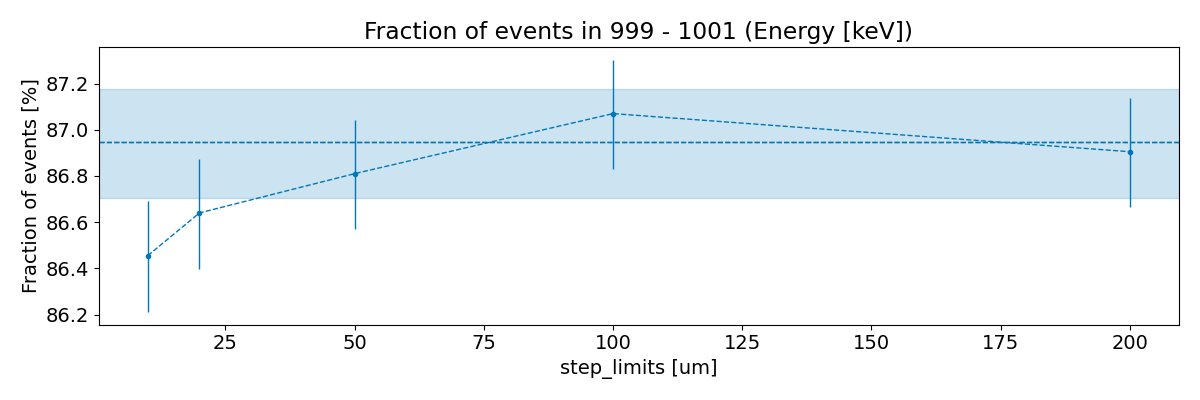 Fraction of events in 999 - 1001 (Energy [keV])
Fraction of events [%]
87.2
87.0
86.8
86.6
86.4
86.2
25 50 75 100 125 150 175 200
step_limits [um]